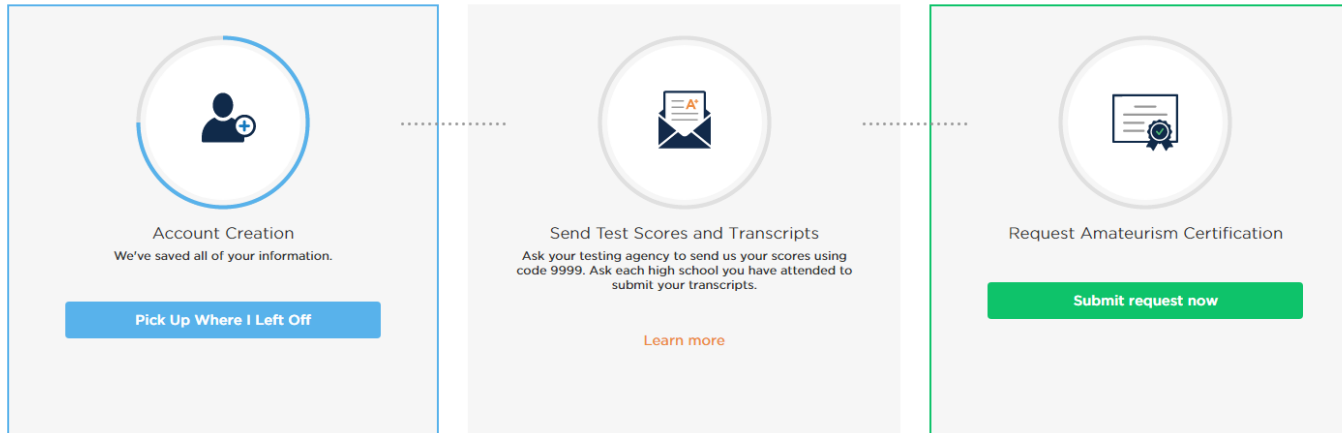 Account Creation
We've saved all of your information.
Pick Up Where I Left Off
A+
Send Test Scores and Transcripts
Ask your testing agency to send us your scores using
code 9999. Ask each high school you have attended to
submit your transcripts.
Learn more
Request Amateurism Certification
Submit request now